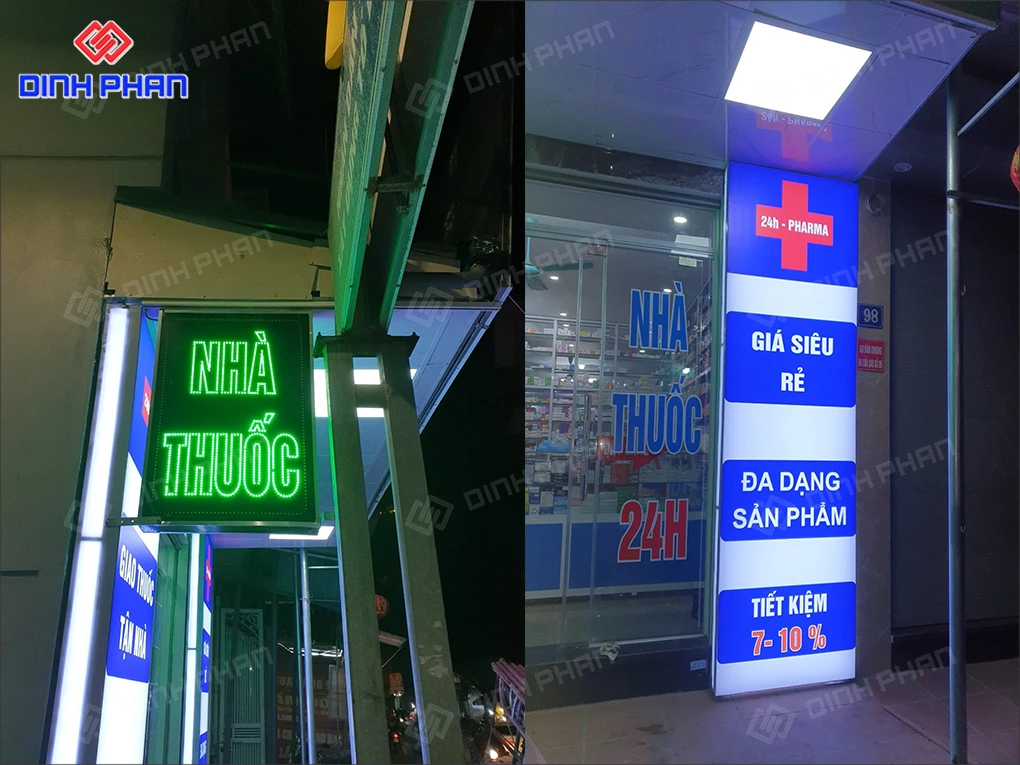 DINH PHAN
NHÀ
THUỐC
GIAO THUỐC
TẬN NHÀ
24h - PHARMA
GIÁ SIÊU
RẺ
ĐA DẠNG
SẢN PHẨM
TIẾT KIỆM
7- 10 %
NHÀ
THUỐC
24H
98